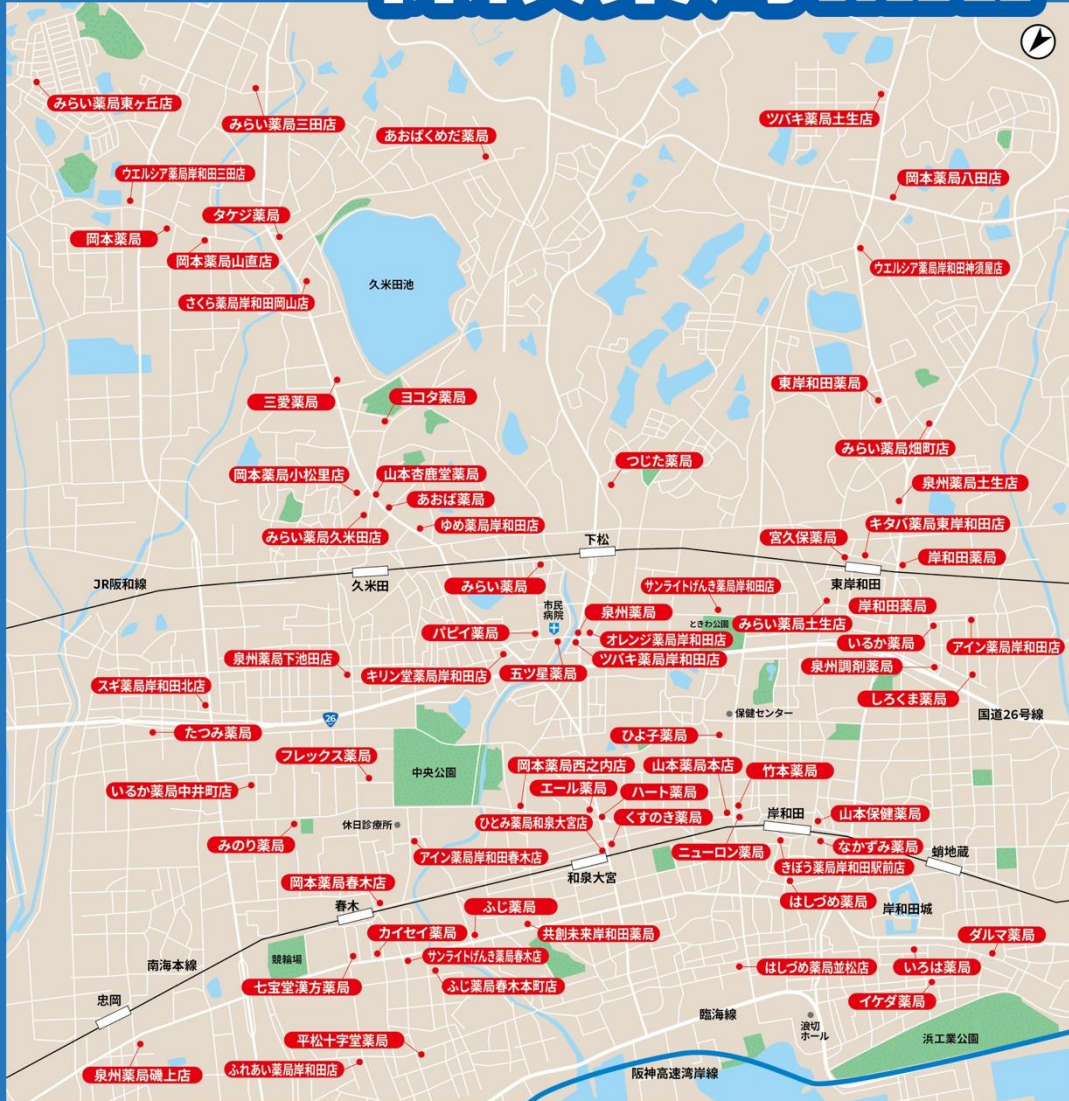 みらい薬局東ヶ丘店
みらい薬局三田店
ツバキ薬局土生店
あおばくめだ薬局
ウエルシア薬局岸和田三田店
岡本薬局八田店
タケジ薬局
岡本薬局
岡本薬局山直店
ウエルシア薬局岸和田神須屋店
久米田池
さくら薬局岸和田岡山店
東岸和田薬局
ヨコタ薬局
三愛薬局
みらい薬局畑町店
つじた薬局
岡本薬局小松里店
山本杏鹿堂薬局
泉州薬局土生店
あおば薬局
ゆめ薬局岸和田店
キタバ薬局東岸和田店
みらい薬局久米田店
宮久保薬局
下松
岸和田薬局
JR阪和線
久米田
みらい薬局
サンライトげんき薬局岸和田店
東岸和田
市民
病院
泉州薬局
岸和田薬局
ときわ公園
みらい薬局土生店
パピイ薬局
オレンジ薬局岸和田店
いるか薬局
アイン薬局岸和田店
泉州薬局下池田店
ツバキ薬局岸和田店
キリン堂薬局岸和田店
五ツ星薬局
泉州調剤薬局
スギ薬局岸和田北店
しろくま薬局
26
保健センター
国道26号線
たつみ薬局
ひよ子薬局
フレックス薬局
岡本薬局西之内店
山本薬局本店
竹本薬局
中央公園
いるか薬局中井町店
エール薬局
ハート薬局
岸和田
山本保健薬局
休日診療所
ひとみ薬局和泉大宮店
くすのき薬局
みのり薬局
アイン薬局岸和田春木店
ニューロン薬局
なかずみ薬局
蛸地蔵
きぼう薬局岸和田駅前店
和泉大宮
岡本薬局春木店
はしづめ薬局
春木
ふじ薬局
岸和田城
カイセイ薬局
共創未来岸和田薬局
ダルマ薬局
競輪場
サンライトげんき薬局春木店
南海本線
はしづめ薬局並松店
いろは薬局
七宝堂漢方薬局
ふじ薬局春木本町店
イケダ薬局
忠岡
臨海線
浪切
ホール
平松十字堂薬局
浜工業公園
泉州薬局磯上店
ふれあい薬局岸和田店
阪神高速湾岸線